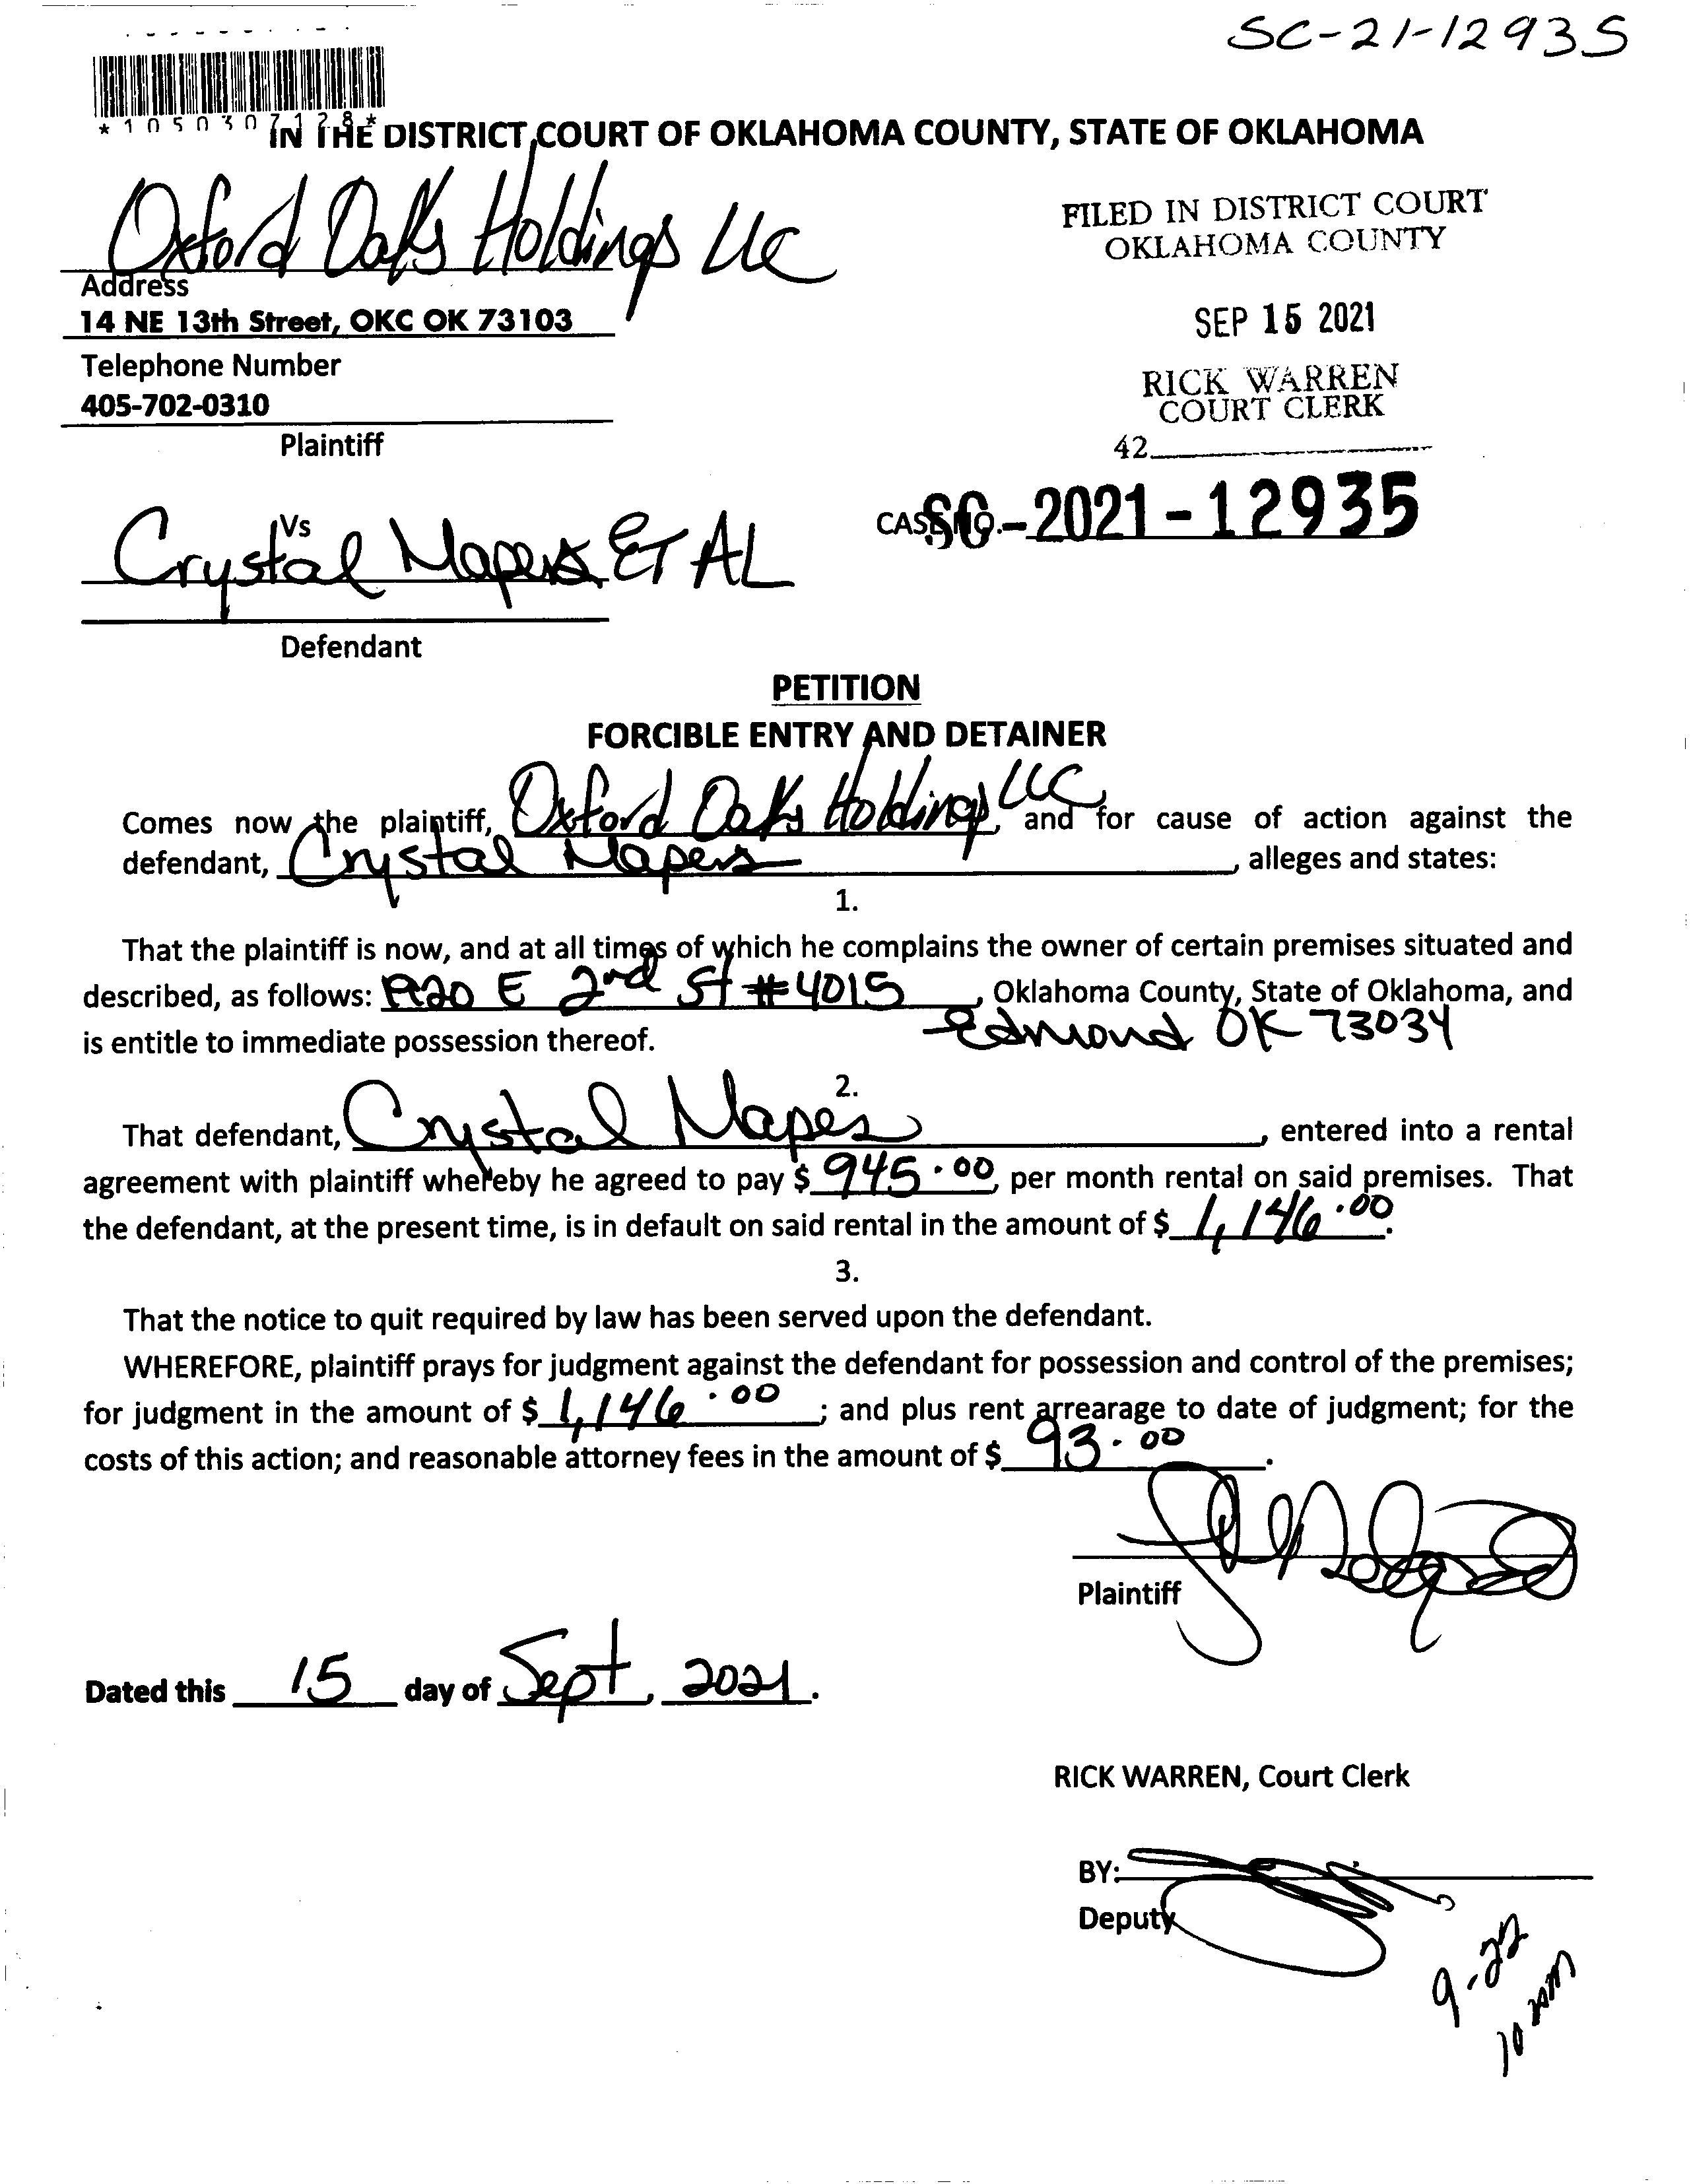 SC-21-12935
*1050307128*
IN THE DISTRICT COURT OF OKLAHOMA COUNTY, STATE OF OKLAHOMA
Oxford Oaks Holdings LLC
Address
14 NE 13th Street, OKC OK 73103
Telephone Number
405-702-0310
Plaintiff
FILED IN DISTRICT COURT
OKLAHOMA COUNTY
SEP 15 2021
RICK WARREN
COURT CLERK
42
CASE NO. SC-2021-12935
Vs
Crystal Mapes ET AL
Defendant
PETITION
FORCIBLE ENTRY AND DETAINER
Comes now the plaintiff, Oxford Oaks Holdings LLC, and for cause of action against the
defendant, Crystal Mapes, alleges and states:
1.
That the plaintiff is now, and at all times of which he complains the owner of certain premises situated and
described, as follows: E 2nd St #4015, Oklahoma County, State of Oklahoma, and
Edmond OK 73034
is entitle to immediate possession thereof.
2.
That defendant, Crystal Mapes, entered into a rental
agreement with plaintiff whereby he agreed to pay $ 945.00, per month rental on said premises. That
the defendant, at the present time, is in default on said rental in the amount of $ 1,146.00.
3.
That the notice to quit required by law has been served upon the defendant.
WHEREFORE, plaintiff prays for judgment against the defendant for possession and control of the premises;
for judgment in the amount of $ 1,146.00; and plus rent arrearage to date of judgment; for the
costs of this action; and reasonable attorney fees in the amount of $ 93.00.
Plaintiff
Dated this 15 day of Sept, 2021.
RICK WARREN, Court Clerk
BY:
Deputy
9-22
10 am